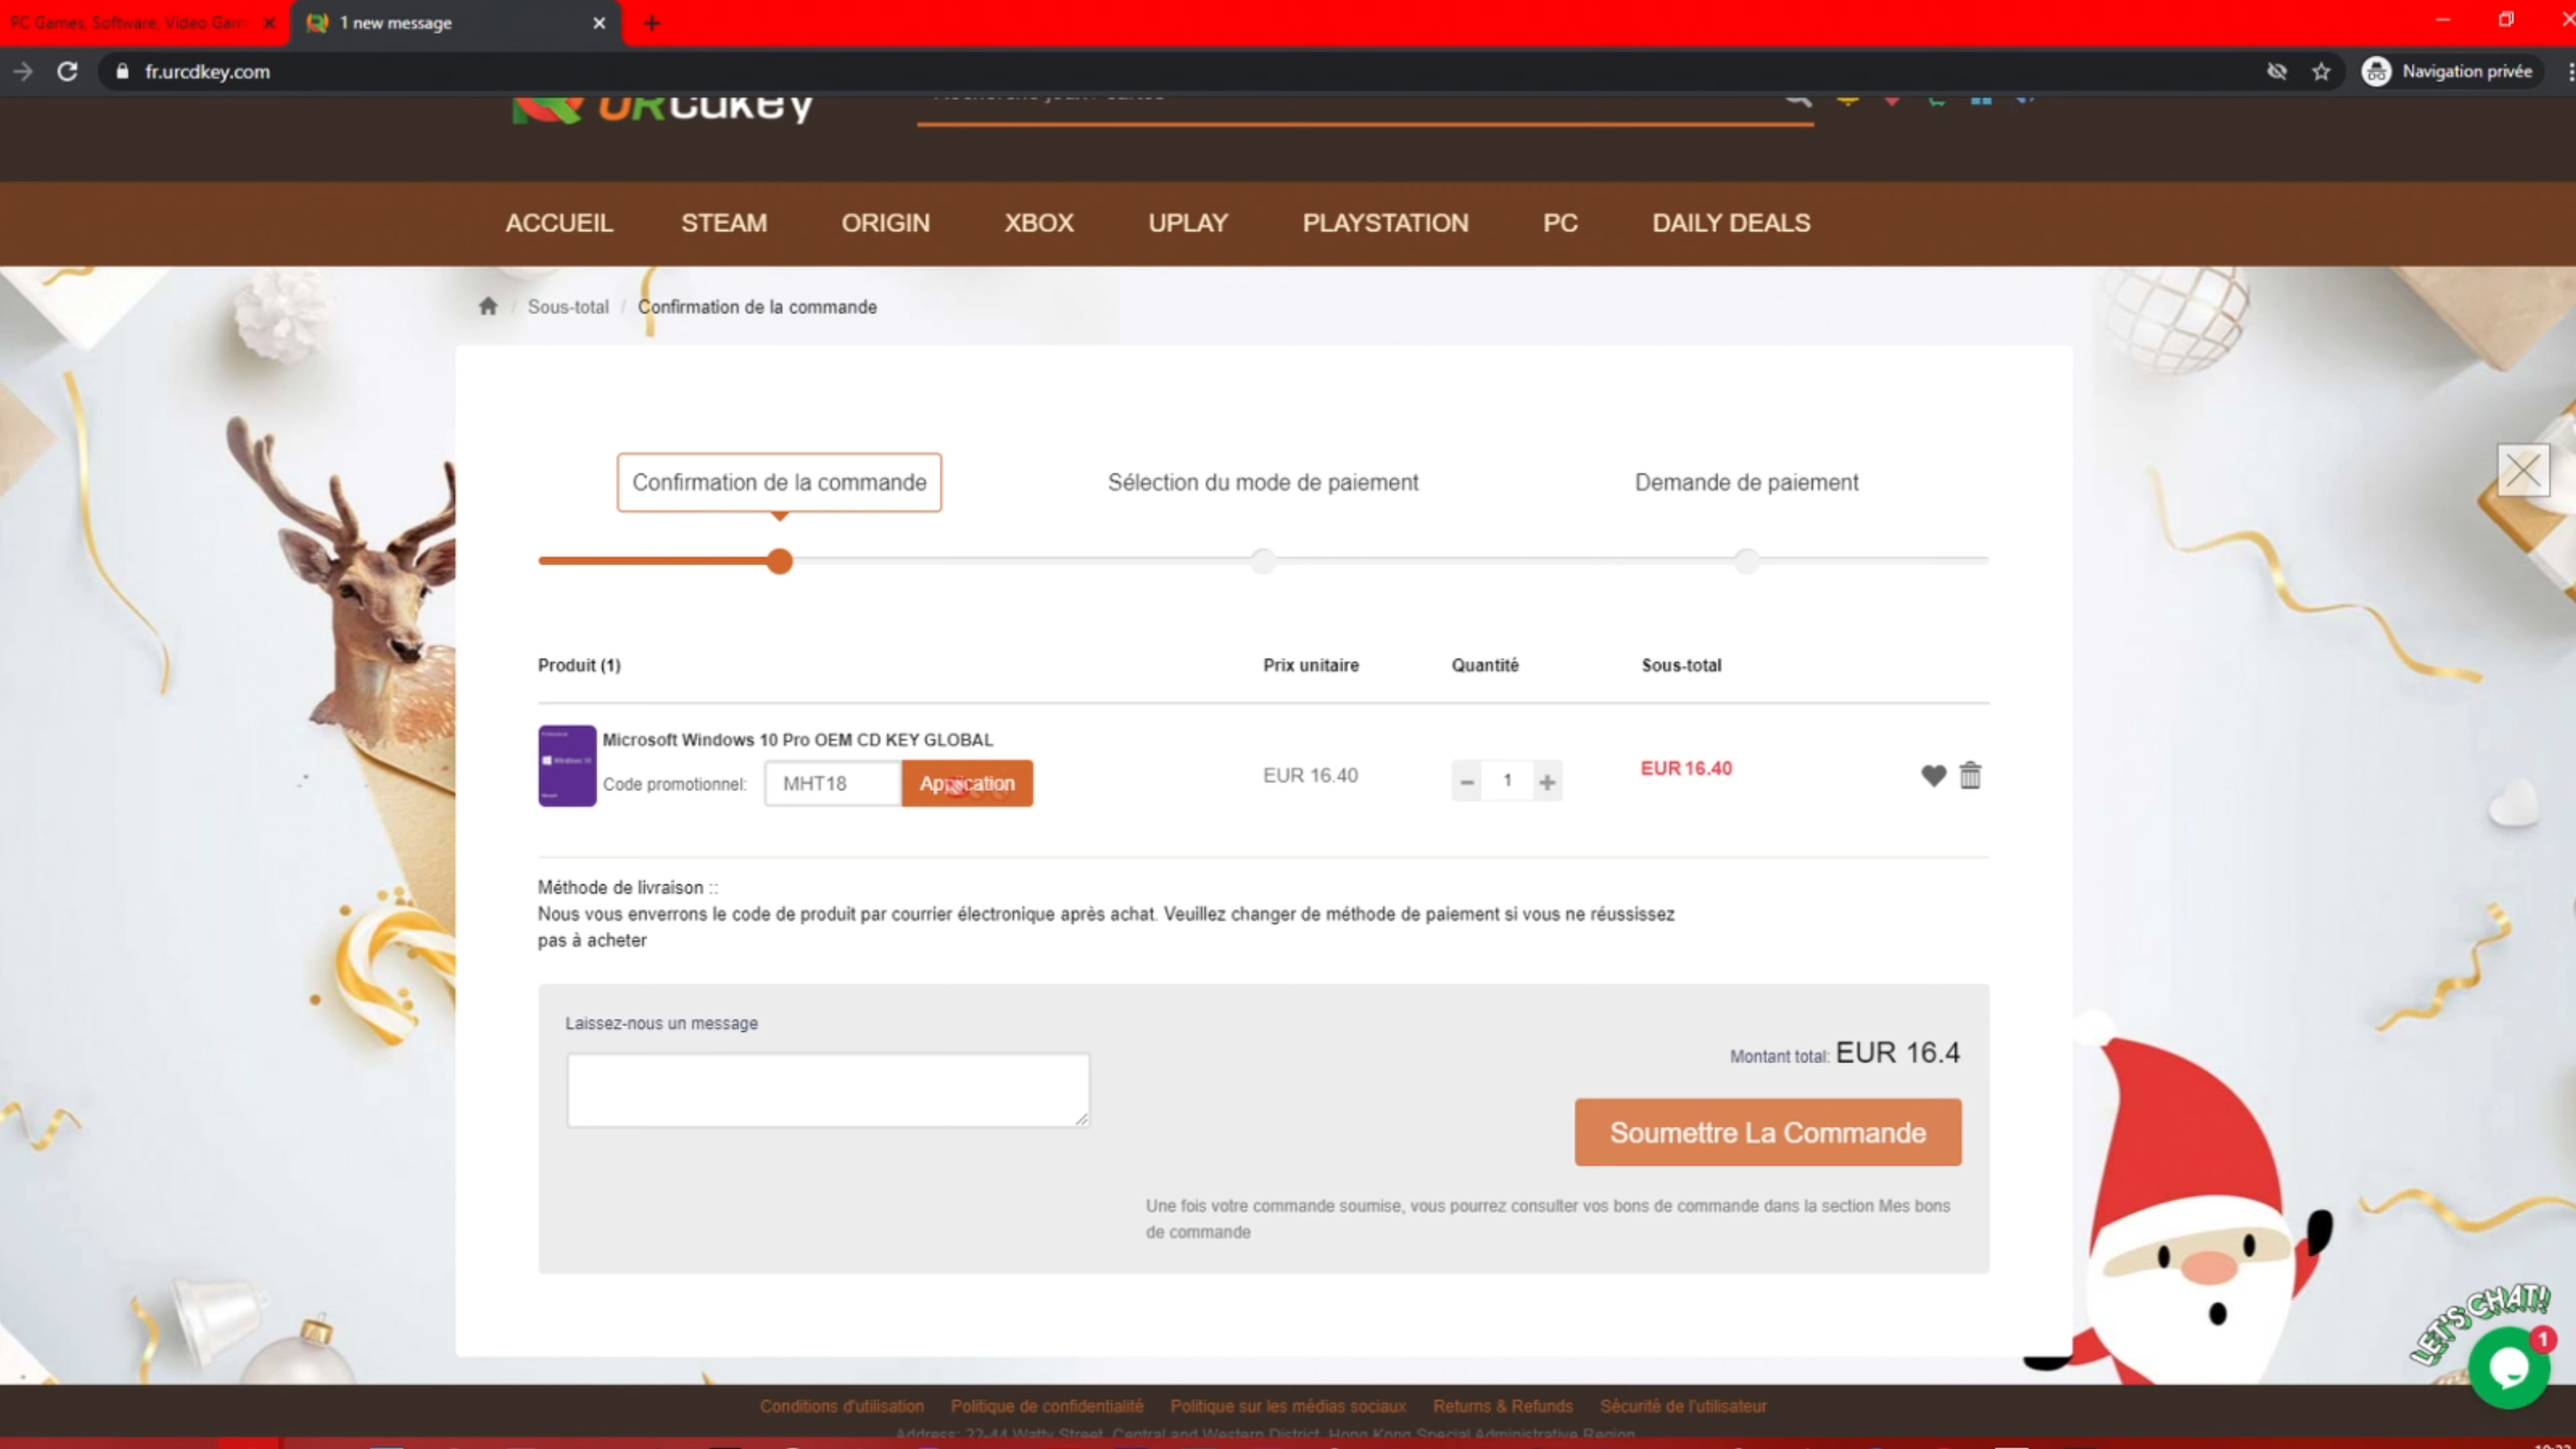 PC Games, Software, Video Gam
1 new message
fr.urcdkey.com
Navigation privée
URcdkey
ACCUEIL
STEAM
ORIGIN
XBOX
UPLAY
PLAYSTATION
PC
DAILY DEALS
Sous-total / Confirmation de la commande
Confirmation de la commande
Sélection du mode de paiement
Demande de paiement
Produit (1)
Prix unitaire
Quantité
Sous-total
Microsoft Windows 10 Pro OEM CD KEY GLOBAL
Code promotionnel:
MHT18
Application
EUR 16.40
1
EUR 16.40
Méthode de livraison ::
Nous vous enverrons le code de produit par courrier électronique après achat. Veuillez changer de méthode de paiement si vous ne réussissez
pas à acheter
Laissez-nous un message
Montant total: EUR 16.4
Soumettre La Commande
Une fois votre commande soumise, vous pourrez consulter vos bons de commande dans la section Mes bons
de commande
LET'S CHAT!
1
Conditions d'utilisation
Politique de confidentialité
Politique sur les médias sociaux
Returns & Refunds
Sécurité de l'utilisateur
Address: 22-44 Watty Street, Central and Western District, Hong Kong Special Administrative Region